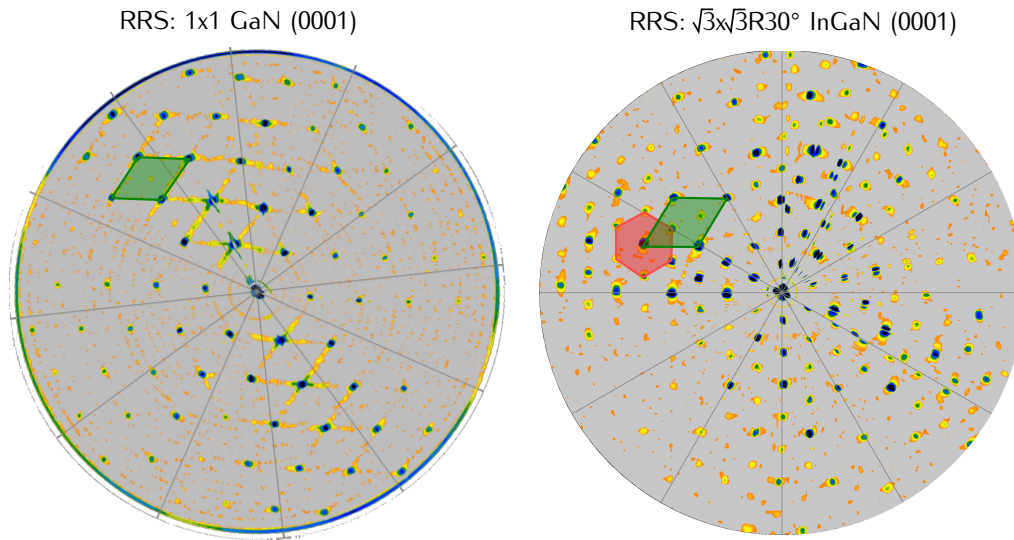 RRS: 1x1 GaN (0001)
RRS: √3x√3R30° InGaN (0001)